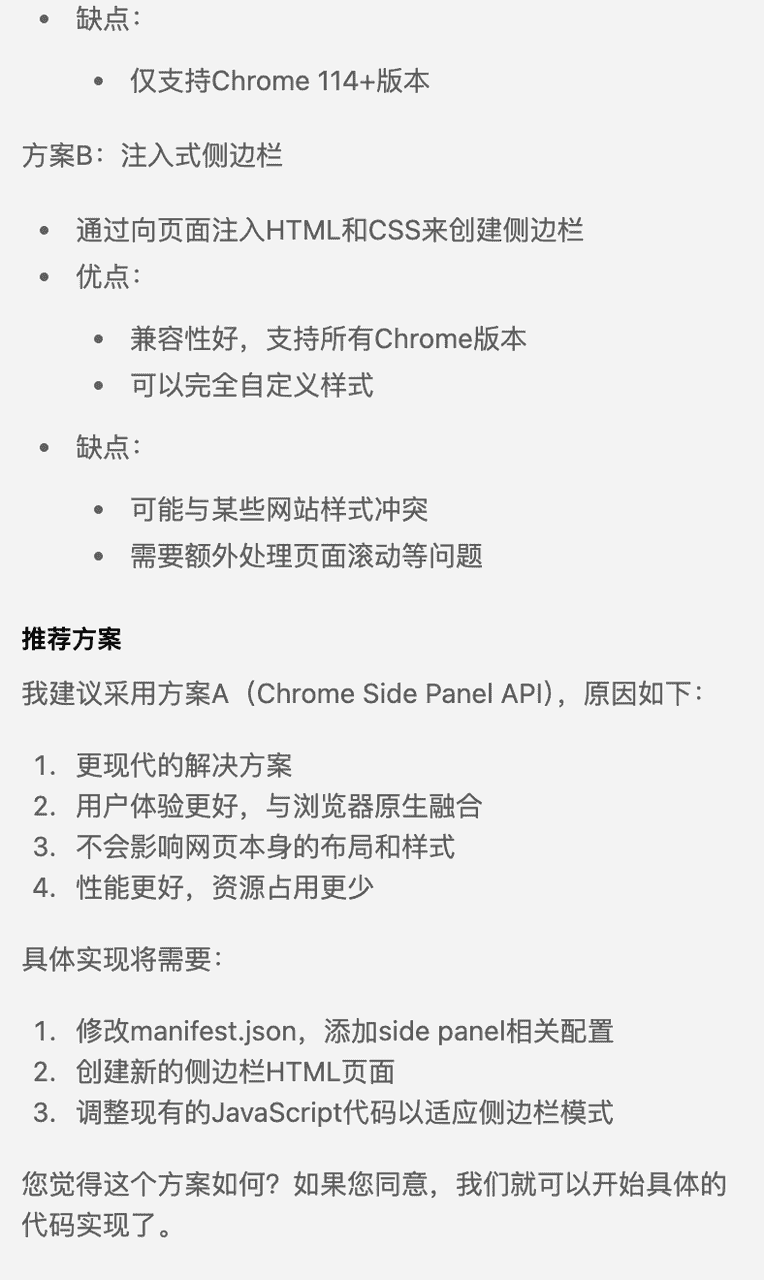 • 缺点：
• 仅支持Chrome 114+版本
方案B：注入式侧边栏
• 通过向页面注入HTML和CSS来创建侧边栏
• 优点：
• 兼容性好，支持所有Chrome版本
• 可以完全自定义样式
• 缺点：
• 可能与某些网站样式冲突
• 需要额外处理页面滚动等问题
推荐方案
我建议采用方案A（Chrome Side Panel API），原因如下：
1. 更现代的解决方案
2. 用户体验更好，与浏览器原生融合
3. 不会影响网页本身的布局和样式
4. 性能更好，资源占用更少
具体实现将需要：
1. 修改manifest.json，添加side panel相关配置
2. 创建新的侧边栏HTML页面
3. 调整现有的JavaScript代码以适应侧边栏模式
您觉得这个方案如何？如果您同意，我们就可以开始具体的
代码实现了。